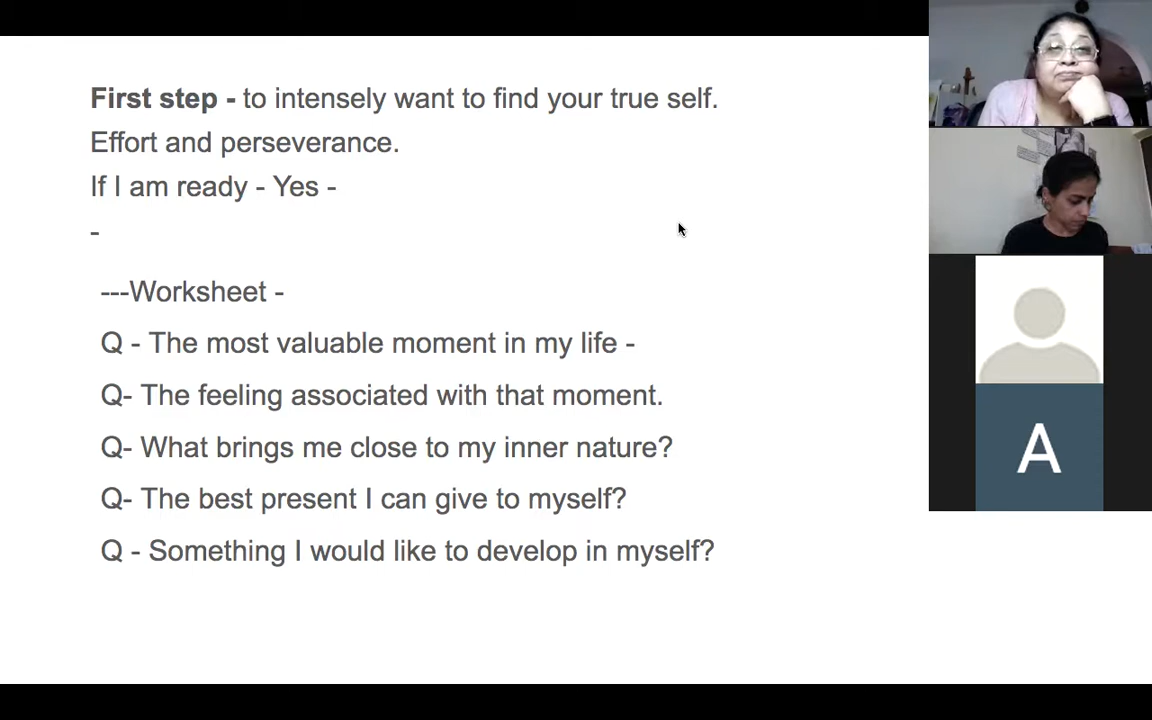 First step - to intensely want to find your true self.
Effort and perseverance.
If I am ready - Yes -
-
---Worksheet -
Q - The most valuable moment in my life -
Q- The feeling associated with that moment.
Q- What brings me close to my inner nature?
Q- The best present I can give to myself?
Q - Something I would like to develop in myself?
A